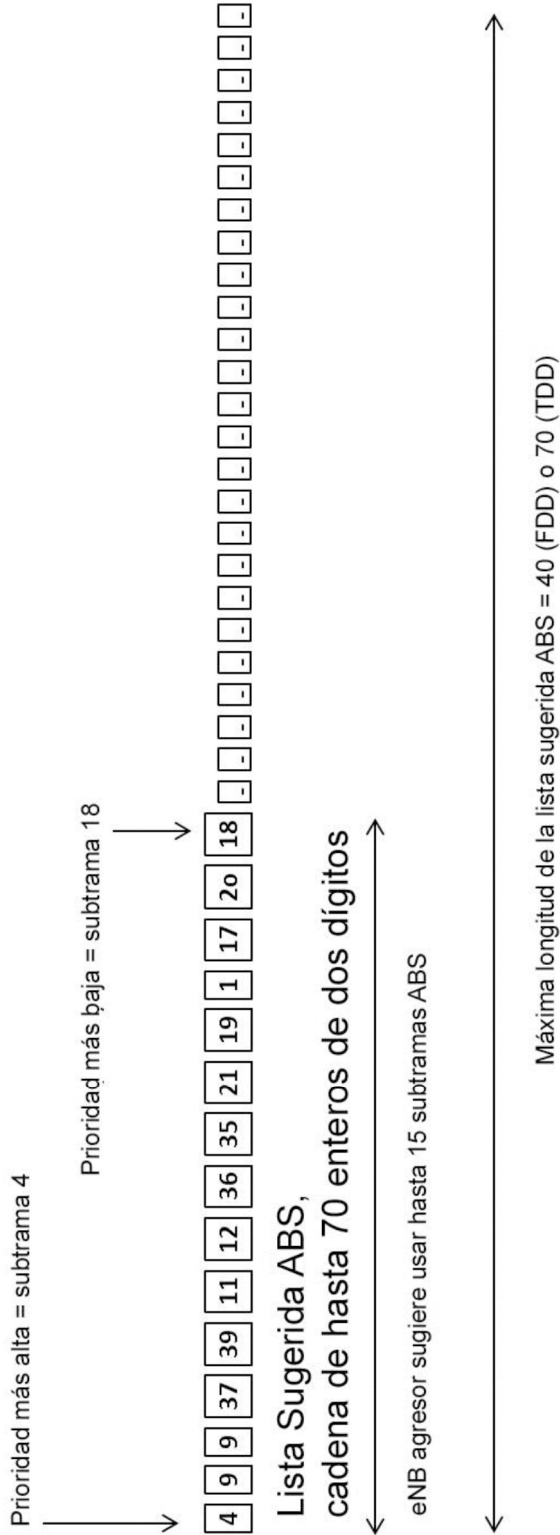 Prioridad más alta = subtrama 4
Prioridad más baja = subtrama 18
4 9 9 37 39 11 12 36 35 21 19 1 17 2o 18 - - - - - - - - - - - - - - - - - - - - - - - - -
Lista Sugerida ABS,
cadena de hasta 70 enteros de dos dígitos
eNB agresor sugiere usar hasta 15 subtramas ABS
Máxima longitud de la lista sugerida ABS = 40 (FDD) o 70 (TDD)